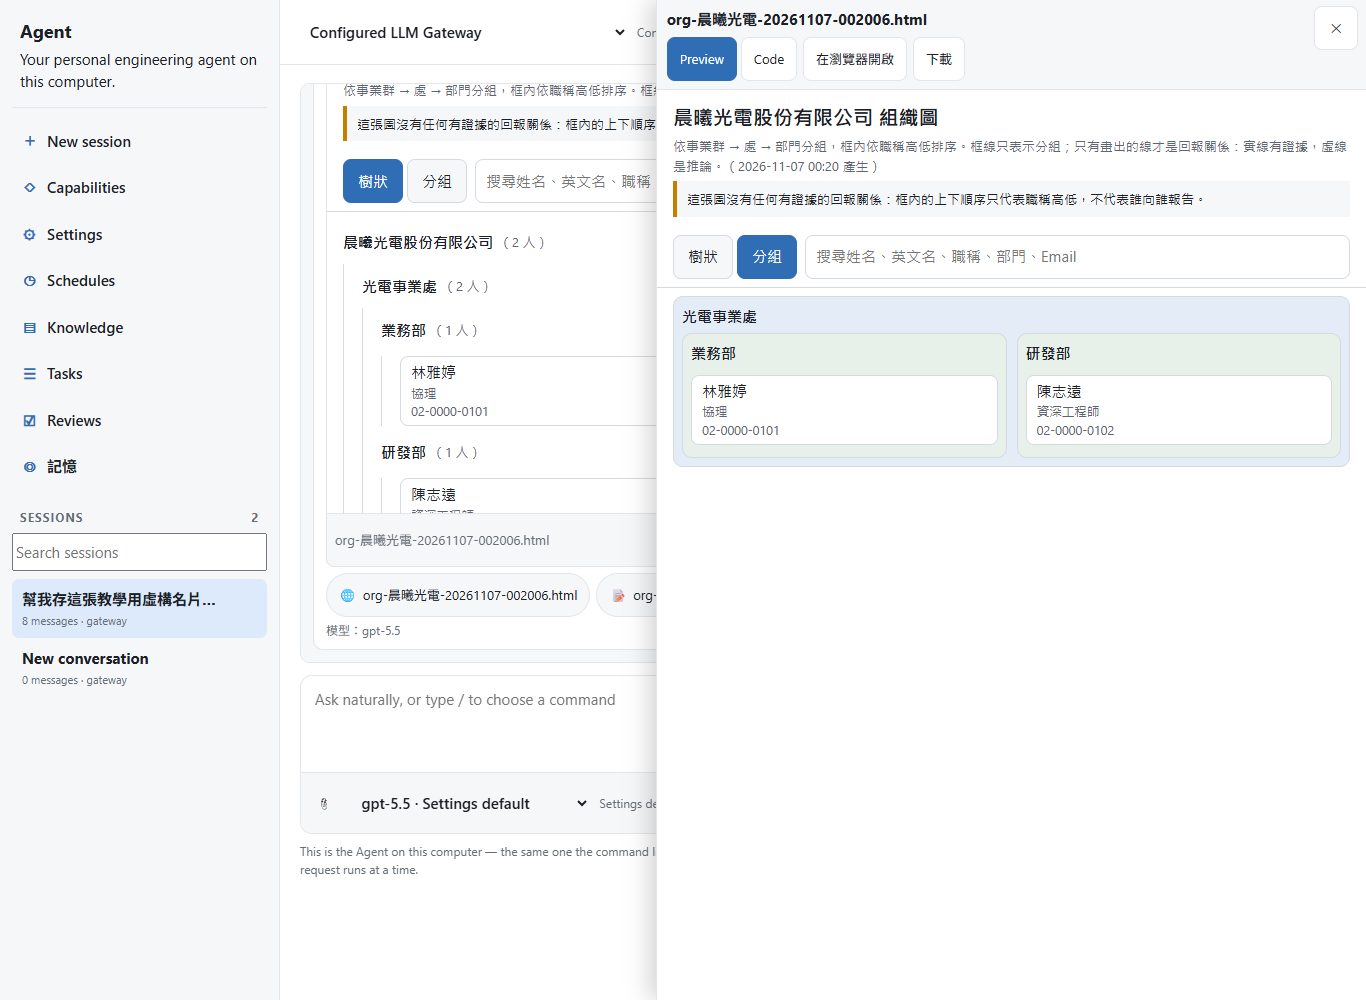 Agent
Your personal engineering agent on
this computer.
New session
Capabilities
Settings
Schedules
Knowledge
Tasks
Reviews
記憶
SESSIONS 2
Search sessions
幫我存這張教學用虛構名片...
8 messages · gateway
New conversation
0 messages · gateway
Configured LLM Gateway
依事業群 → 處 → 部門分組，框內依職稱高低排序。
這張圖沒有任何有證據的回報關係：框內的上下順序
樹狀 分組 搜尋姓名、英文名、職稱
晨曦光電股份有限公司 （ 2 人 ）
光電事業處 （ 2 人 ）
業務部 （ 1 人 ）
林雅婷
協理
02-0000-0101
研發部 （ 1 人 ）
陳志遠
資深工程師
org-晨曦光電-20261107-002006.html
org-晨曦光電-20261107-002006.html org-
模型：gpt-5.5
Ask naturally, or type / to choose a command
gpt-5.5 · Settings default Settings de
This is the Agent on this computer — the same one the command l
request runs at a time.
org-晨曦光電-20261107-002006.html
Preview Code 在瀏覽器開啟 下載
晨曦光電股份有限公司 組織圖
依事業群 → 處 → 部門分組，框內依職稱高低排序。框線只表示分組；只有畫出的線才是回報關係：實線有證據，虛線
是推論。（ 2026-11-07 00:20 產生 ）
這張圖沒有任何有證據的回報關係：框內的上下順序只代表職稱高低，不代表誰向誰報告。
樹狀 分組 搜尋姓名、英文名、職稱、部門、Email
光電事業處
業務部
林雅婷
協理
02-0000-0101
研發部
陳志遠
資深工程師
02-0000-0102